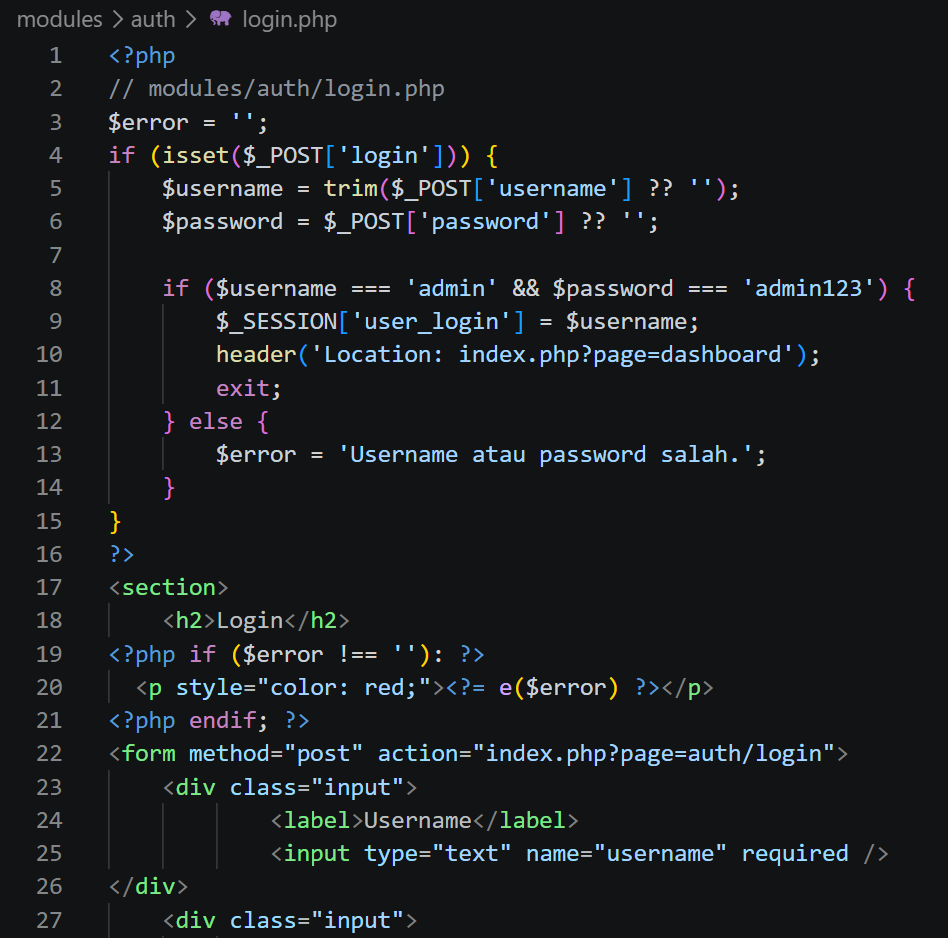 modules > auth > login.php
1 <?php
2 // modules/auth/login.php
3 $error = '';
4 if (isset($_POST['login'])) {
5     $username = trim($_POST['username'] ?? '');
6     $password = $_POST['password'] ?? '';
7
8     if ($username === 'admin' && $password === 'admin123') {
9         $_SESSION['user_login'] = $username;
10         header('Location: index.php?page=dashboard');
11         exit;
12     } else {
13         $error = 'Username atau password salah.';
14     }
15 }
16 ?>
17 <section>
18     <h2>Login</h2>
19 <?php if ($error !== ''): ?>
20   <p style="color: red;"><?= e($error) ?></p>
21 <?php endif; ?>
22 <form method="post" action="index.php?page=auth/login">
23     <div class="input">
24             <label>Username</label>
25             <input type="text" name="username" required />
26 </div>
27     <div class="input">